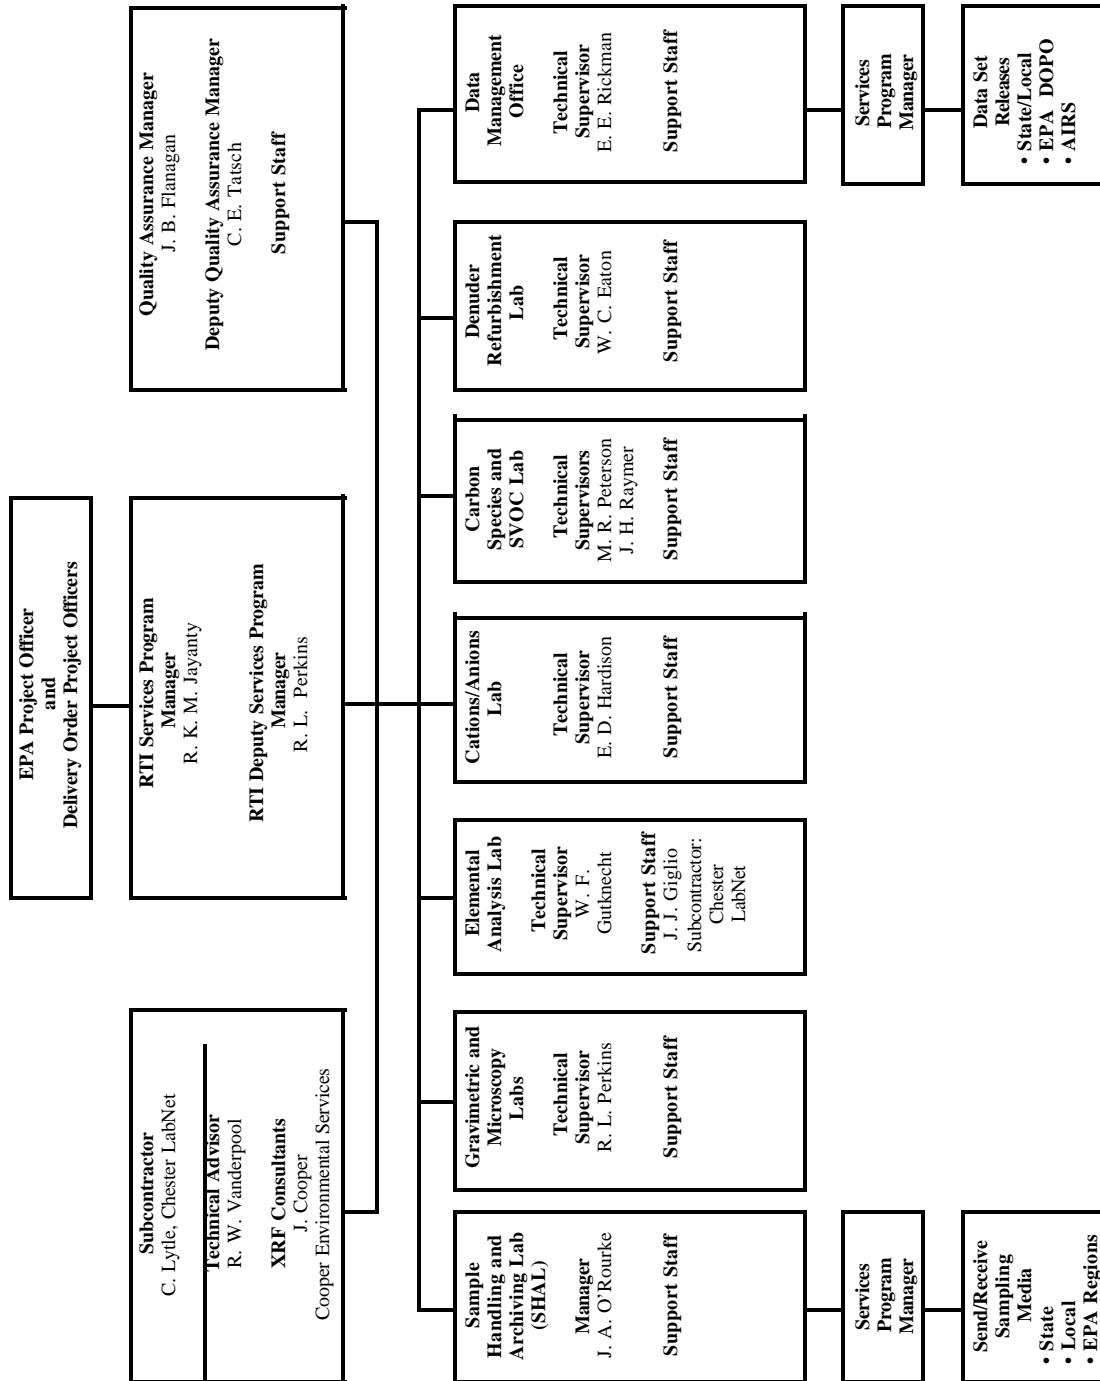 EPA Project Officer
and
Delivery Order Project Officers
Subcontractor
C. Lytle, Chester LabNet
Technical Advisor
R. W. Vanderpool
XRF Consultants
J. Cooper
Cooper Environmental Services
RTI Services Program
Manager
R. K. M. Jayanty
RTI Deputy Services Program
Manager
R. L. Perkins
Quality Assurance Manager
J. B. Flanagan
Deputy Quality Assurance Manager
C. E. Tatsch
Support Staff
Sample
Handling and
Archiving Lab
(SHAL)
Manager
J. A. O'Rourke
Support Staff
Gravimetric and
Microscopy
Labs
Technical
Supervisor
R. L. Perkins
Support Staff
Elemental
Analysis Lab
Technical
Supervisor
W. F.
Gutknecht
Support Staff
J. J. Giglio
Subcontractor:
Chester
LabNet
Cations/Anions
Lab
Technical
Supervisor
E. D. Hardison
Support Staff
Carbon
Species and
SVOC Lab
Technical
Supervisors
M. R. Peterson
J. H. Raymer
Support Staff
Denuder
Refurbishment
Lab
Technical
Supervisor
W. C. Eaton
Support Staff
Data
Management
Office
Technical
Supervisor
E. E. Rickman
Support Staff
Services
Program
Manager
Services
Program
Manager
Send/Receive
Sampling
Media
• State
• Local
• EPA Regions
Data Set
Releases
• State/Local
• EPA DOPO
• AIRS